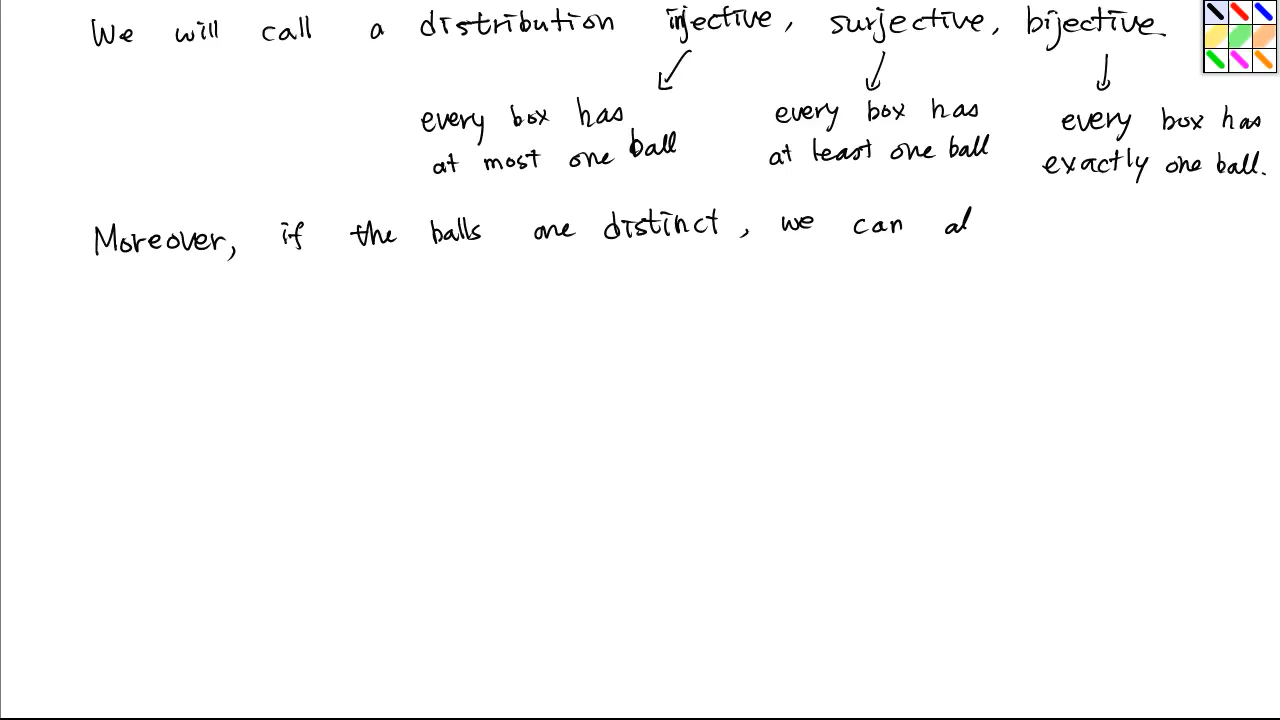 We will call a distribution injective, surjective, bijective
every box has at most one ball
every box has at least one ball
every box has exactly one ball.
Moreover, if the balls are distinct, we can al